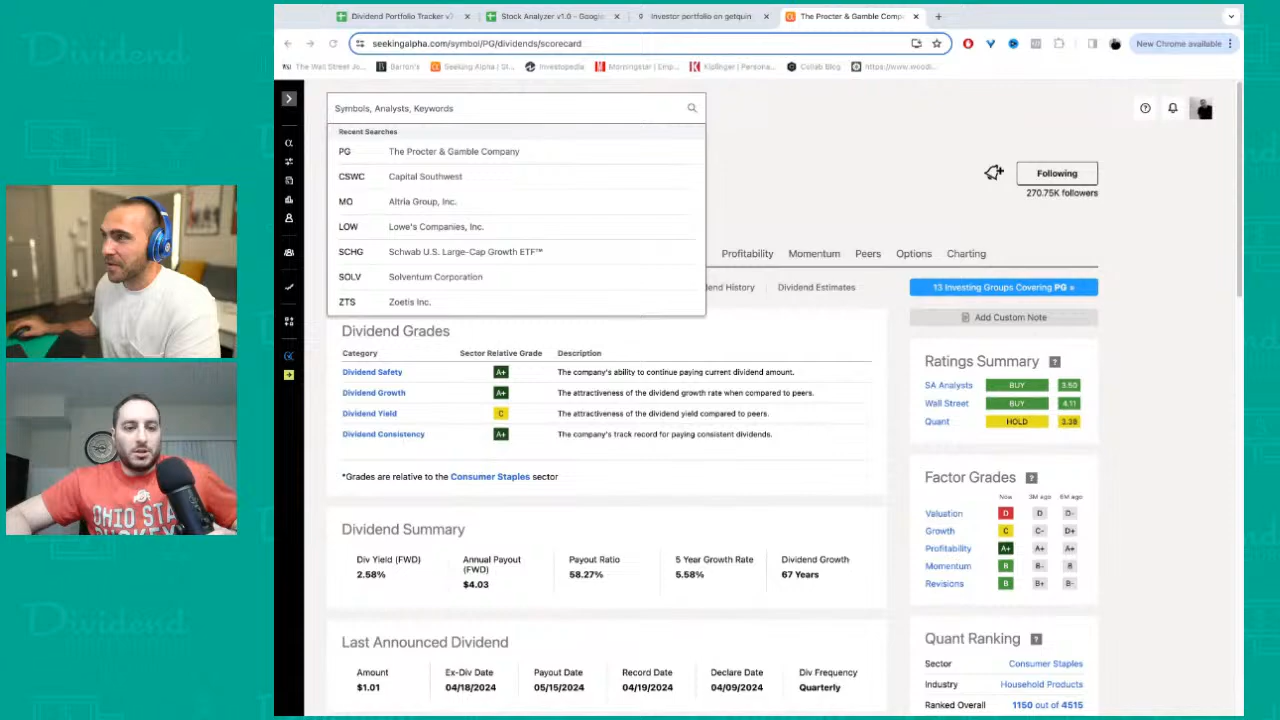 Dividend
Dividend Portfolio Tracker v2
Stock Analyzer v1.0 - Google
Investor portfolio on getquin
The Procter & Gamble Comp
seekingalpha.com/symbol/PG/dividends/scorecard
New Chrome available
The Wall Street Jo...
Barron's
Seeking Alpha | St...
Investopedia
Morningstar | Emp...
Kiplinger | Persona...
Collab Blog
https://www.woodl...
Symbols, Analysts, Keywords
Recent Searches
PG The Procter & Gamble Company
CSWC Capital Southwest
MO Altria Group, Inc.
LOW Lowe's Companies, Inc.
SCHG Schwab U.S. Large-Cap Growth ETF™
SOLV Solventum Corporation
ZTS Zoetis Inc.
Following
270.75K followers
Profitability Momentum Peers Options Charting
lend History Dividend Estimates
13 Investing Groups Covering PG »
Add Custom Note
Dividend Grades
Category Sector Relative Grade Description
Dividend Safety A+ The company's ability to continue paying current dividend amount.
Dividend Growth A+ The attractiveness of the dividend growth rate when compared to peers.
Dividend Yield C The attractiveness of the dividend yield compared to peers.
Dividend Consistency A+ The company's track record for paying consistent dividends.
*Grades are relative to the Consumer Staples sector
Ratings Summary ?
SA Analysts BUY 3.50
Wall Street BUY 4.11
Quant HOLD 3.38
Factor Grades ?
Now 3M ago 6M ago
Valuation D D D-
Growth C C- D+
Profitability A+ A+ A+
Momentum B B- B
Revisions B B+ B-
Dividend Summary
Div Yield (FWD)
2.58%
Annual Payout
(FWD)
$4.03
Payout Ratio
58.27%
5 Year Growth Rate
5.58%
Dividend Growth
67 Years
Last Announced Dividend
Amount
$1.01
Ex-Div Date
04/18/2024
Payout Date
05/15/2024
Record Date
04/19/2024
Declare Date
04/09/2024
Div Frequency
Quarterly
Quant Ranking ?
Sector Consumer Staples
Industry Household Products
Ranked Overall 1150 out of 4515
OHIO STA
Dividend